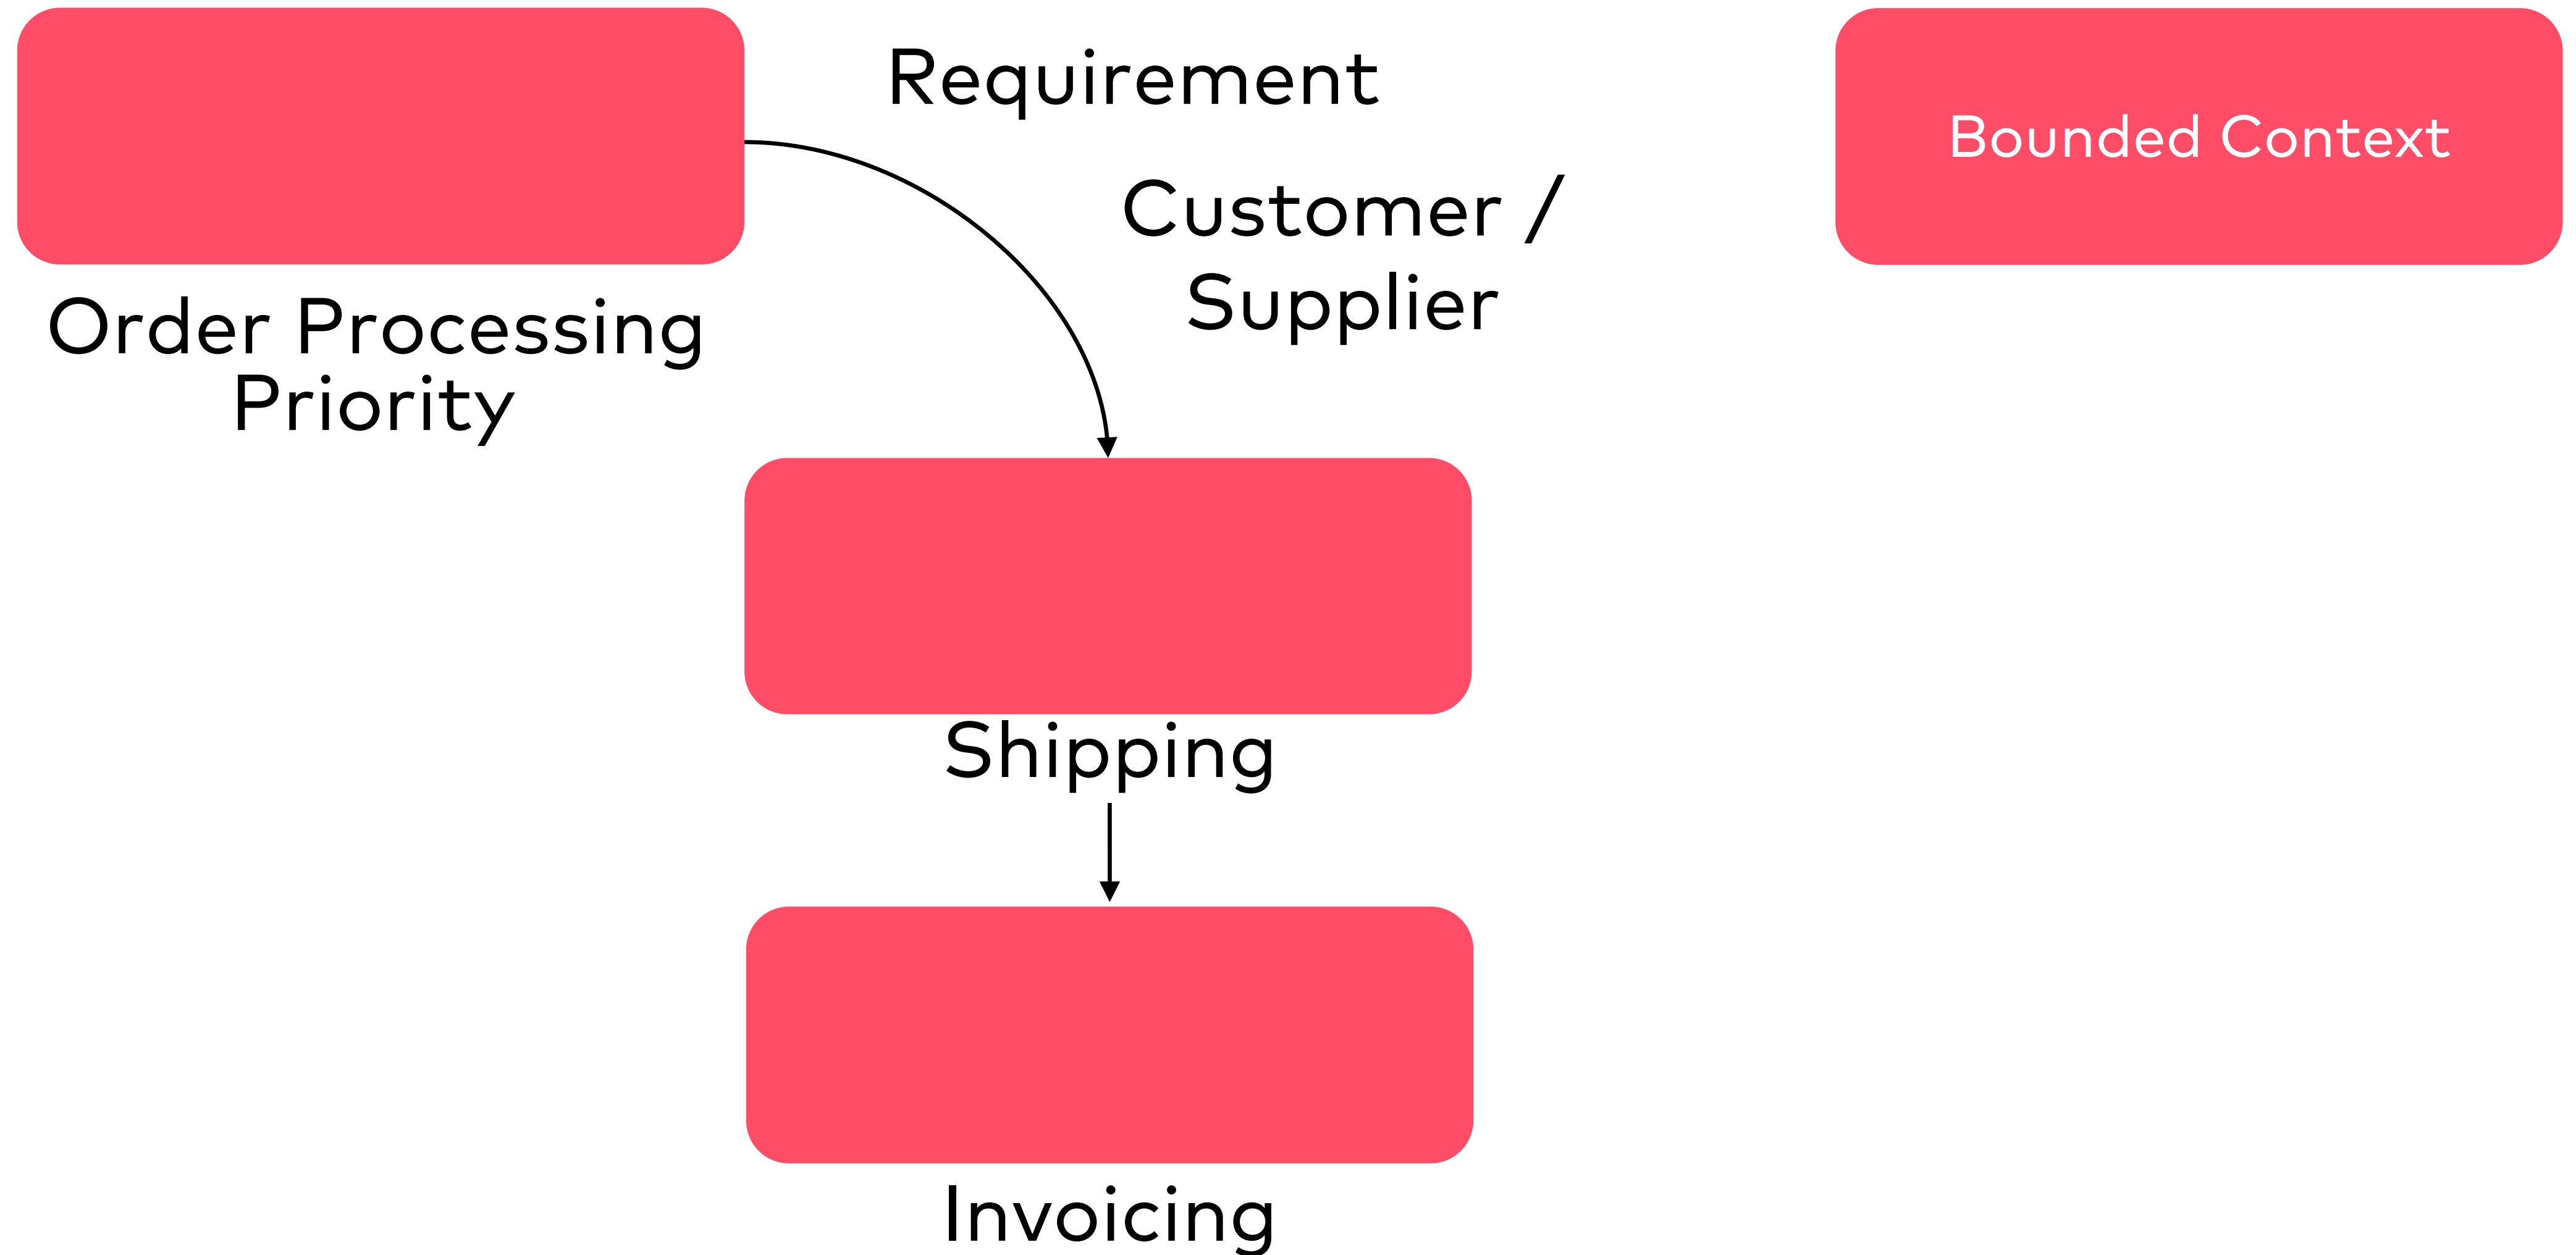 Requirement
Bounded Context
Customer /
Supplier
Order Processing
Priority
Shipping
Invoicing